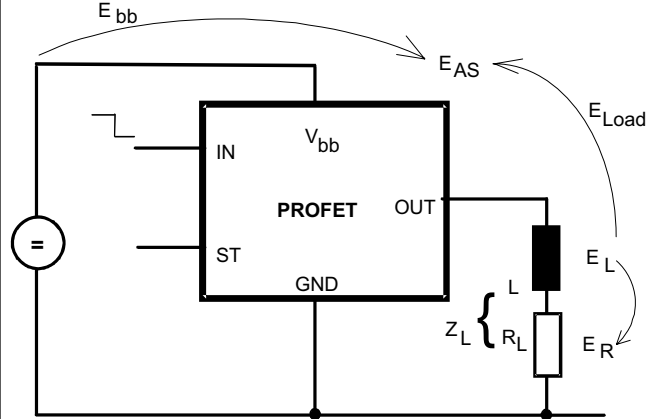 E bb
E AS
E Load
V bb
IN
PROFET
OUT
=
ST
GND
E L
L
Z L { R L
E R